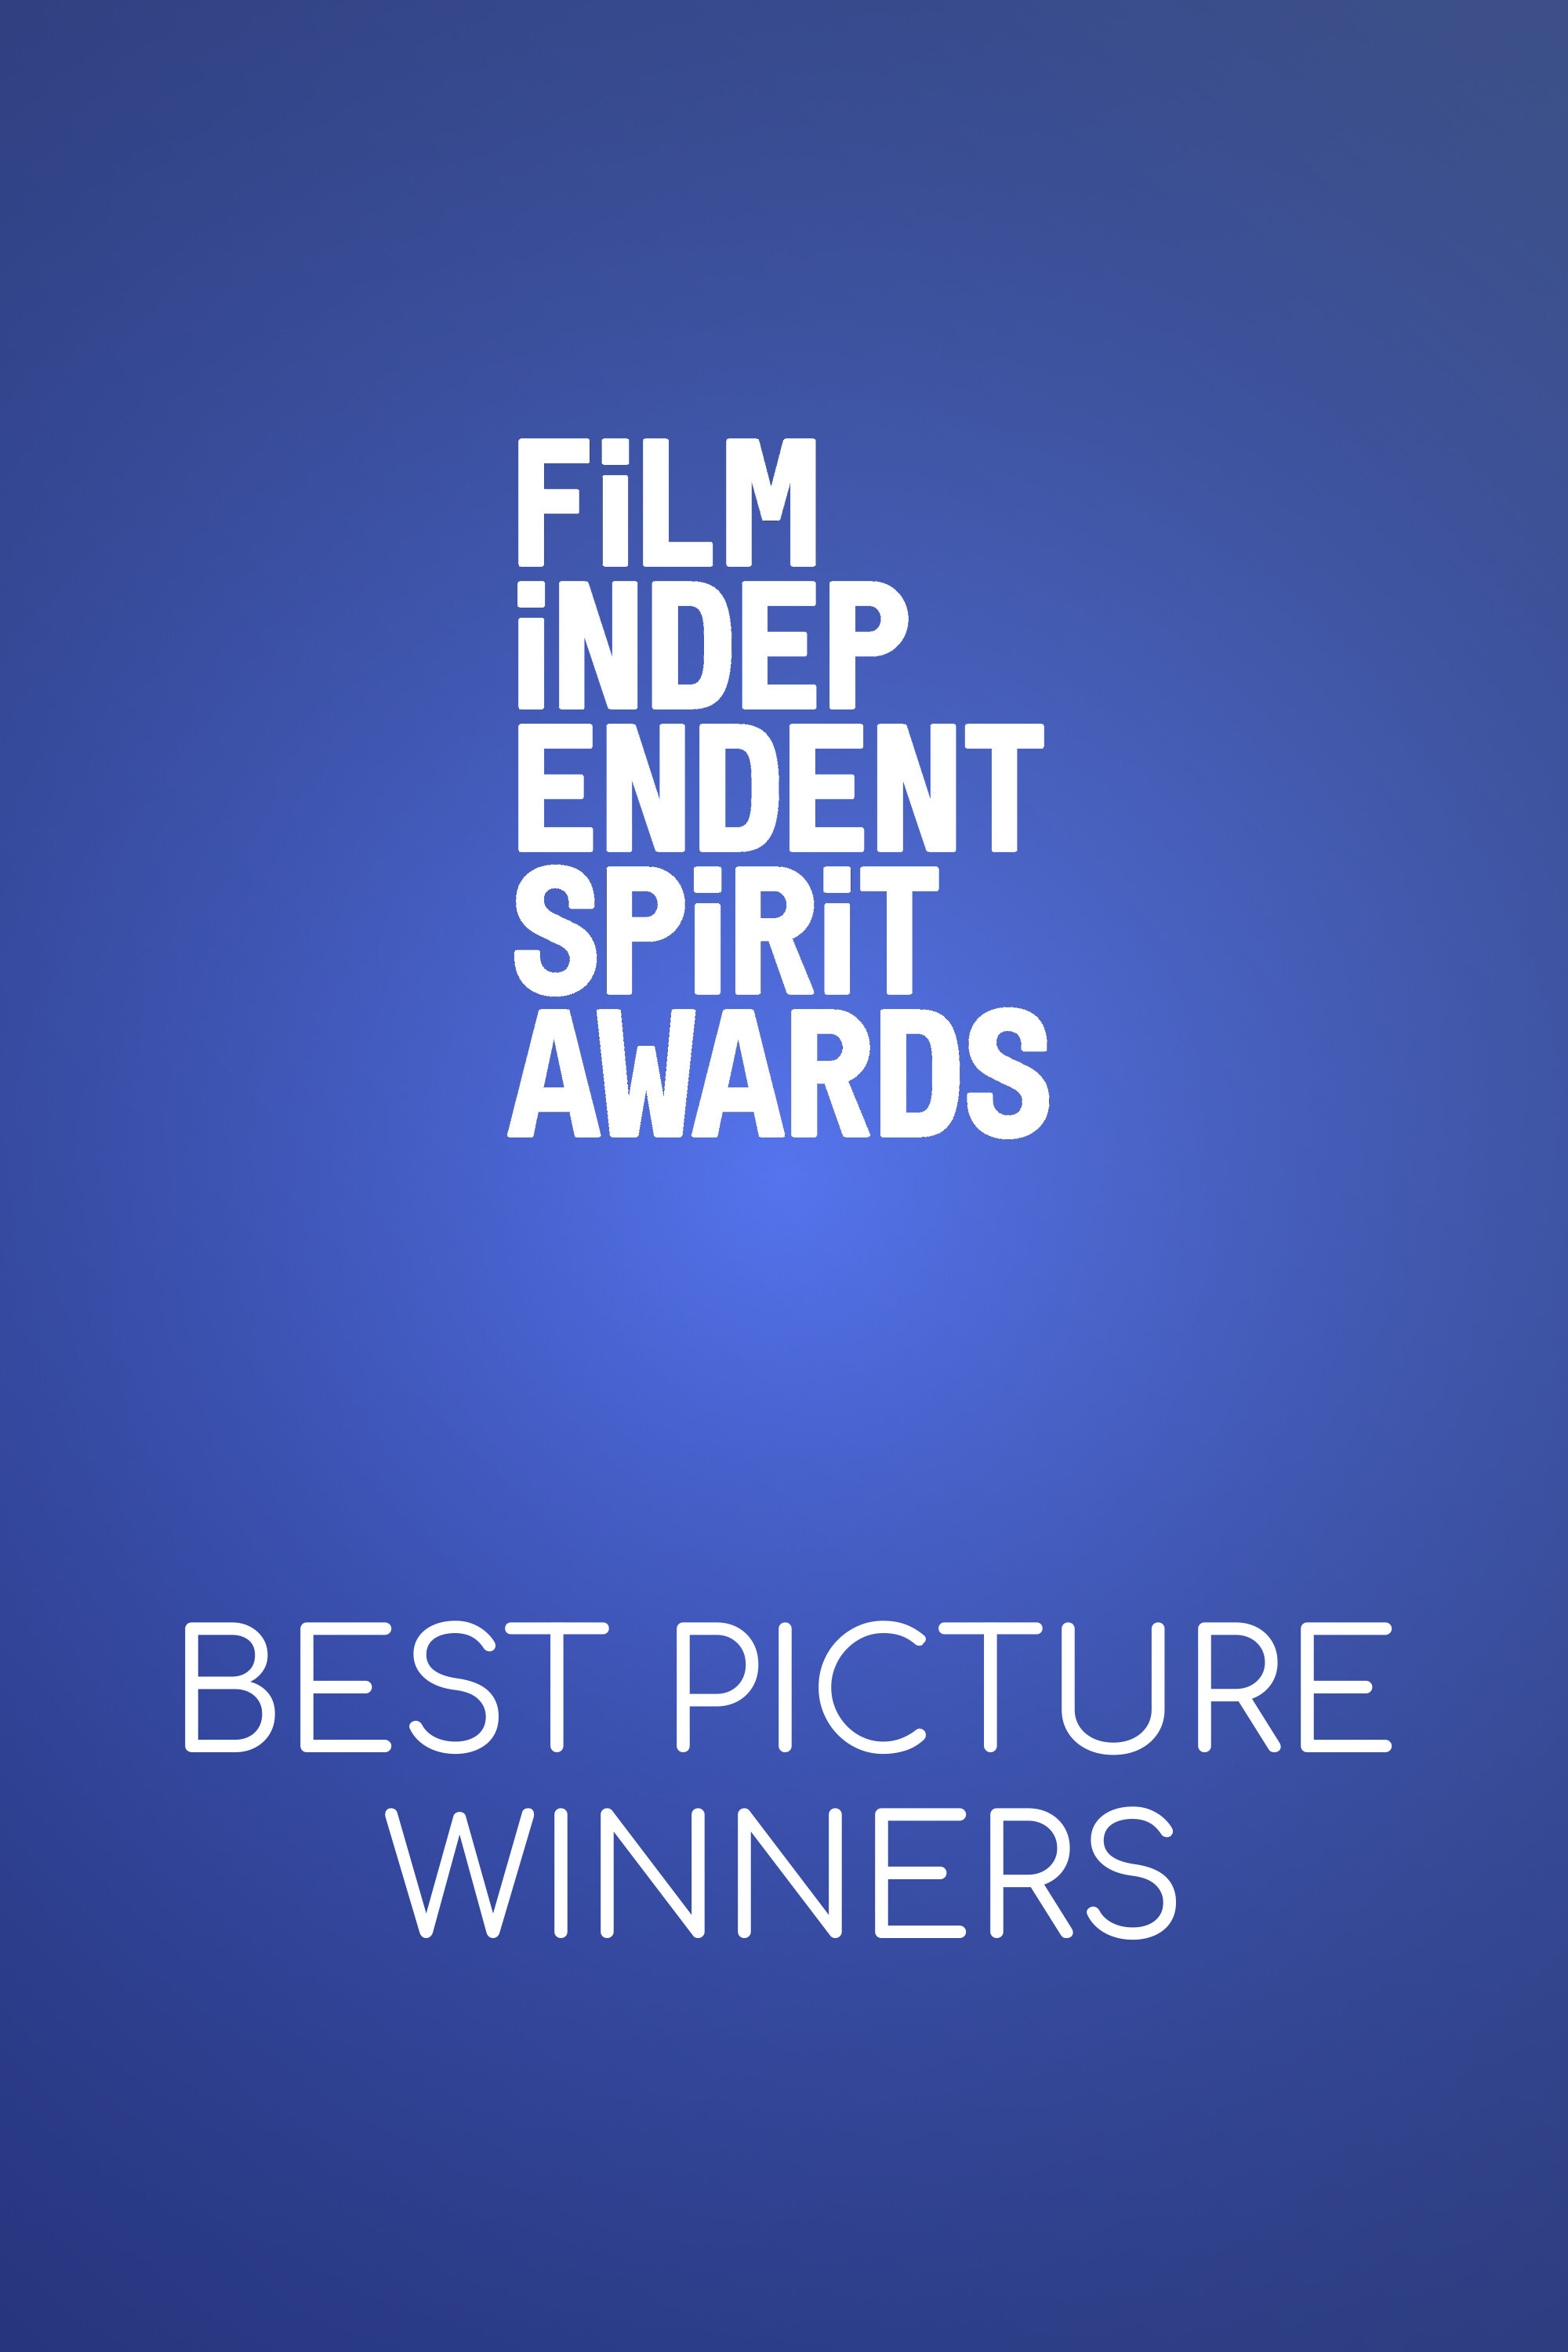 FiLM
iNDEP
ENDENT
SPiRiT
AWARDS
BEST PICTURE
WINNERS